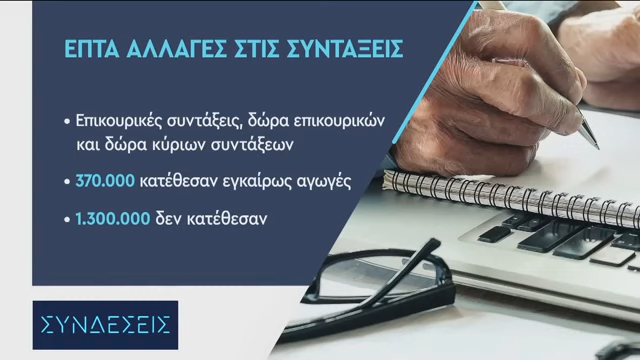 ΕΠΤΑ ΑΛΛΑΓΕΣ ΣΤΙΣ ΣΥΝΤΑΞΕΙΣ
• Επικουρικές συντάξεις, δώρα επικουρικών
και δώρα κύριων συντάξεων
• 370.000 κατέθεσαν εγκαίρως αγωγές
• 1.300.000 δεν κατέθεσαν
ΣΥΝΔΕΣΕΙΣ